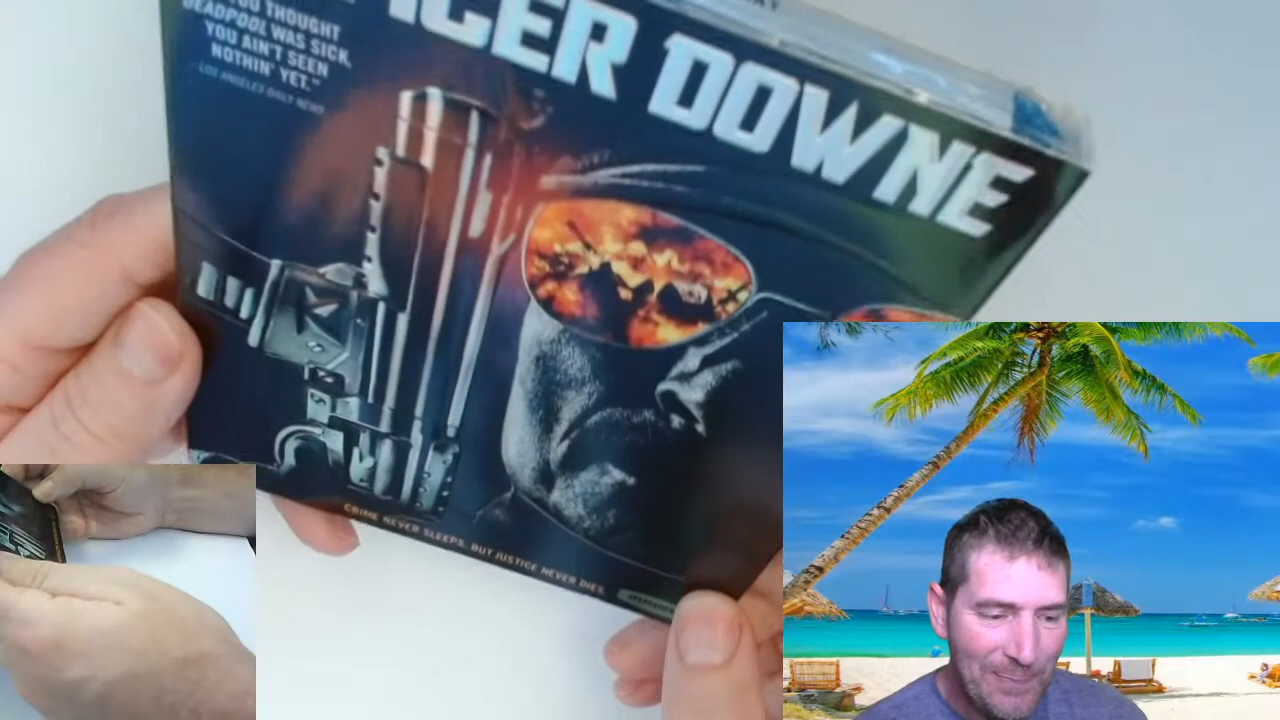 YOU THOUGHT
DEADPOOL WAS SICK,
YOU AIN'T SEEN
NOTHIN' YET."
LOS ANGELES DAILY NEWS
ICER DOWNE
CRIME NEVER SLEEPS, BUT JUSTICE NEVER DIES.